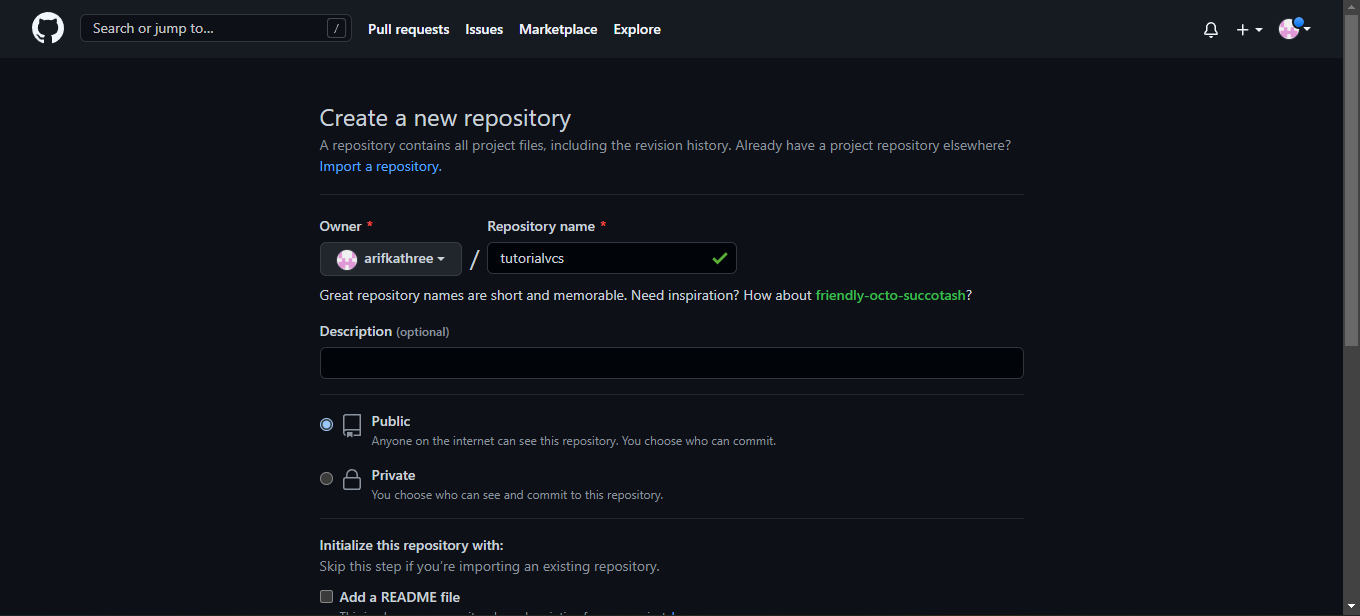 Search or jump to... /
Pull requests Issues Marketplace Explore
Create a new repository
A repository contains all project files, including the revision history. Already have a project repository elsewhere?
Import a repository.
Owner * Repository name *
arifkathree / tutorialvcs
Great repository names are short and memorable. Need inspiration? How about friendly-octo-succotash?
Description (optional)
Public
Anyone on the internet can see this repository. You choose who can commit.
Private
You choose who can see and commit to this repository.
Initialize this repository with:
Skip this step if you're importing an existing repository.
Add a README file